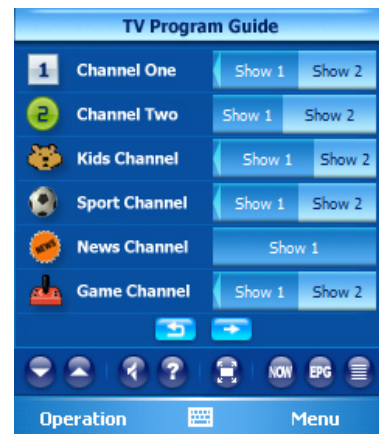 TV Program Guide
1 Channel One Show 1 Show 2
2 Channel Two Show 1 Show 2
Kids Channel Show 1 Show 2
Sport Channel Show 1 Show 2
NEWS News Channel Show 1
Game Channel Show 1 Show 2
? NOW EPG
Operation Menu